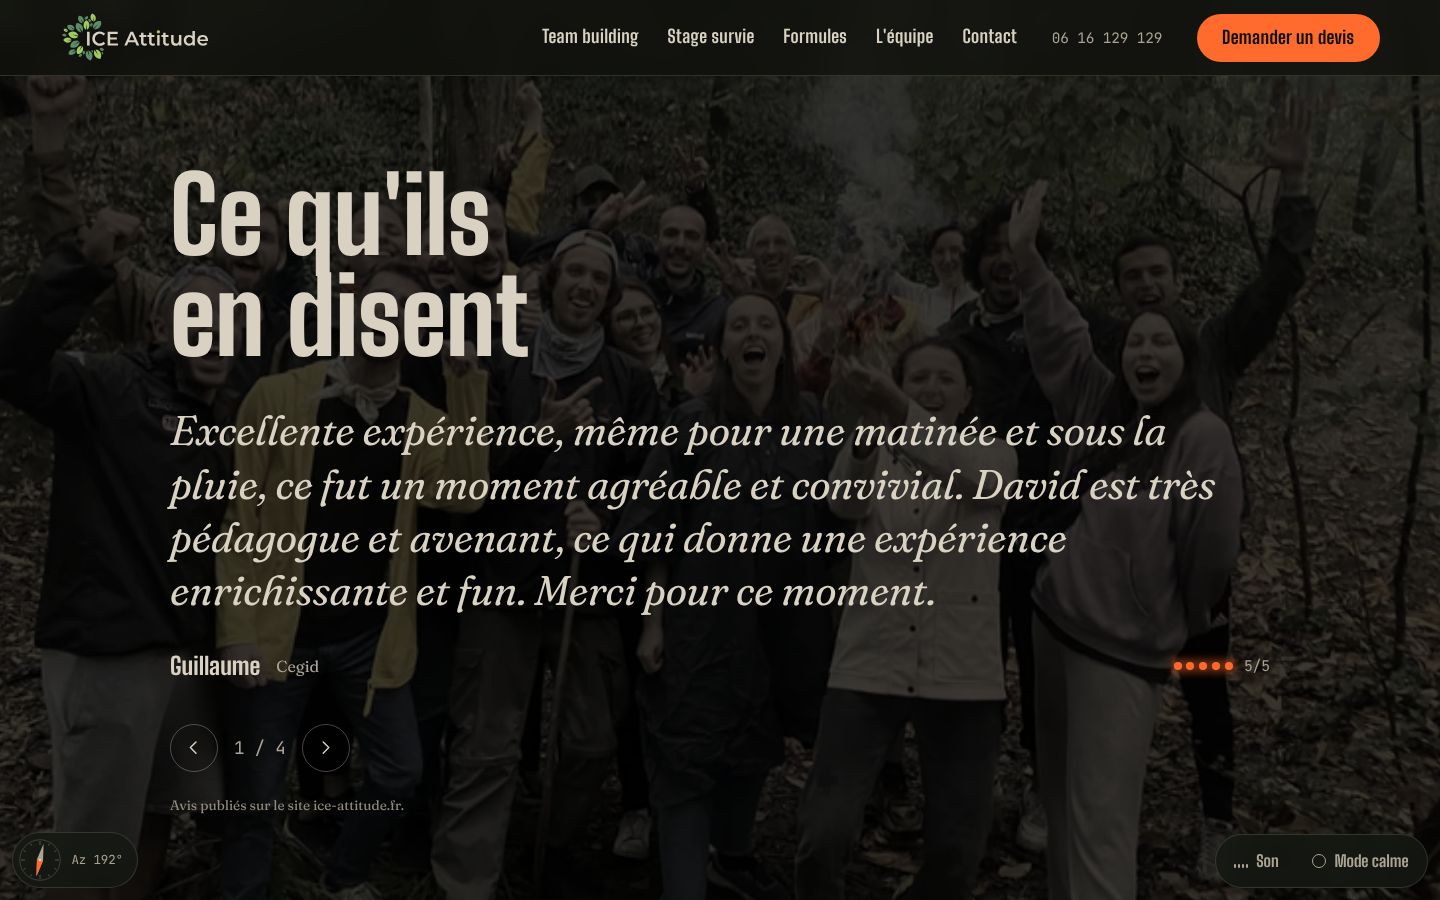 ICE Attitude
Team building
Stage survie
Formules
L'équipe
Contact
06 16 129 129
Demander un devis
Ce qu'ils
en disent
Excellente expérience, même pour une matinée et sous la
pluie, ce fut un moment agréable et convivial. David est très
pédagogue et avenant, ce qui donne une expérience
enrichissante et fun. Merci pour ce moment.
Guillaume Cegid
5/5
1 / 4
Avis publiés sur le site ice-attitude.fr.
Az 192°
Son
Mode calme